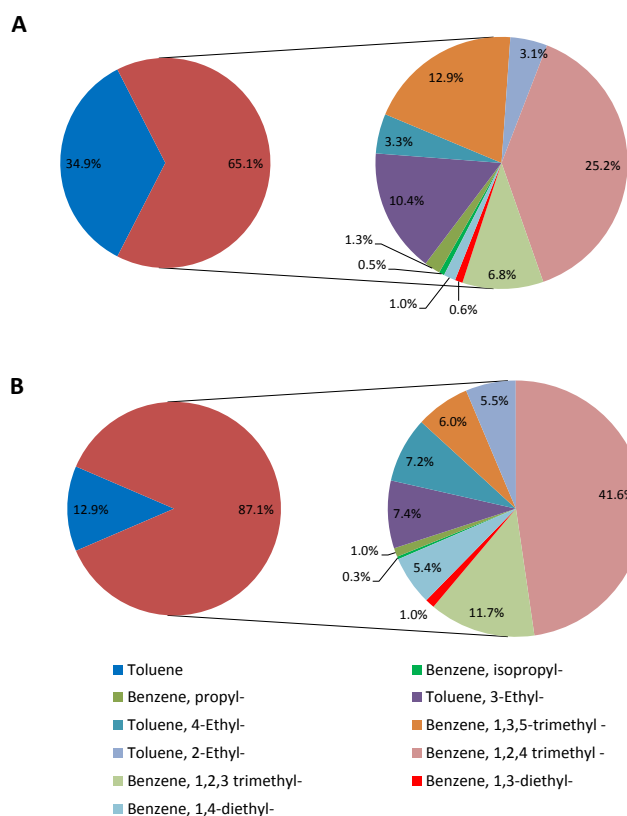 A
3.1%
12.9%
34.9%
65.1%
3.3%
25.2%
10.4%
1.3%
0.5%
6.8%
1.0%
0.6%
B
5.5%
6.0%
7.2%
41.6%
12.9%
87.1%
7.4%
1.0%
0.3%
5.4%
1.0%
11.7%
Toluene
Benzene, isopropyl-
Benzene, propyl-
Toluene, 3-Ethyl-
Toluene, 4-Ethyl-
Benzene, 1,3,5-trimethyl -
Toluene, 2-Ethyl-
Benzene, 1,2,4 trimethyl -
Benzene, 1,2,3 trimethyl-
Benzene, 1,3-diethyl-
Benzene, 1,4-diethyl-